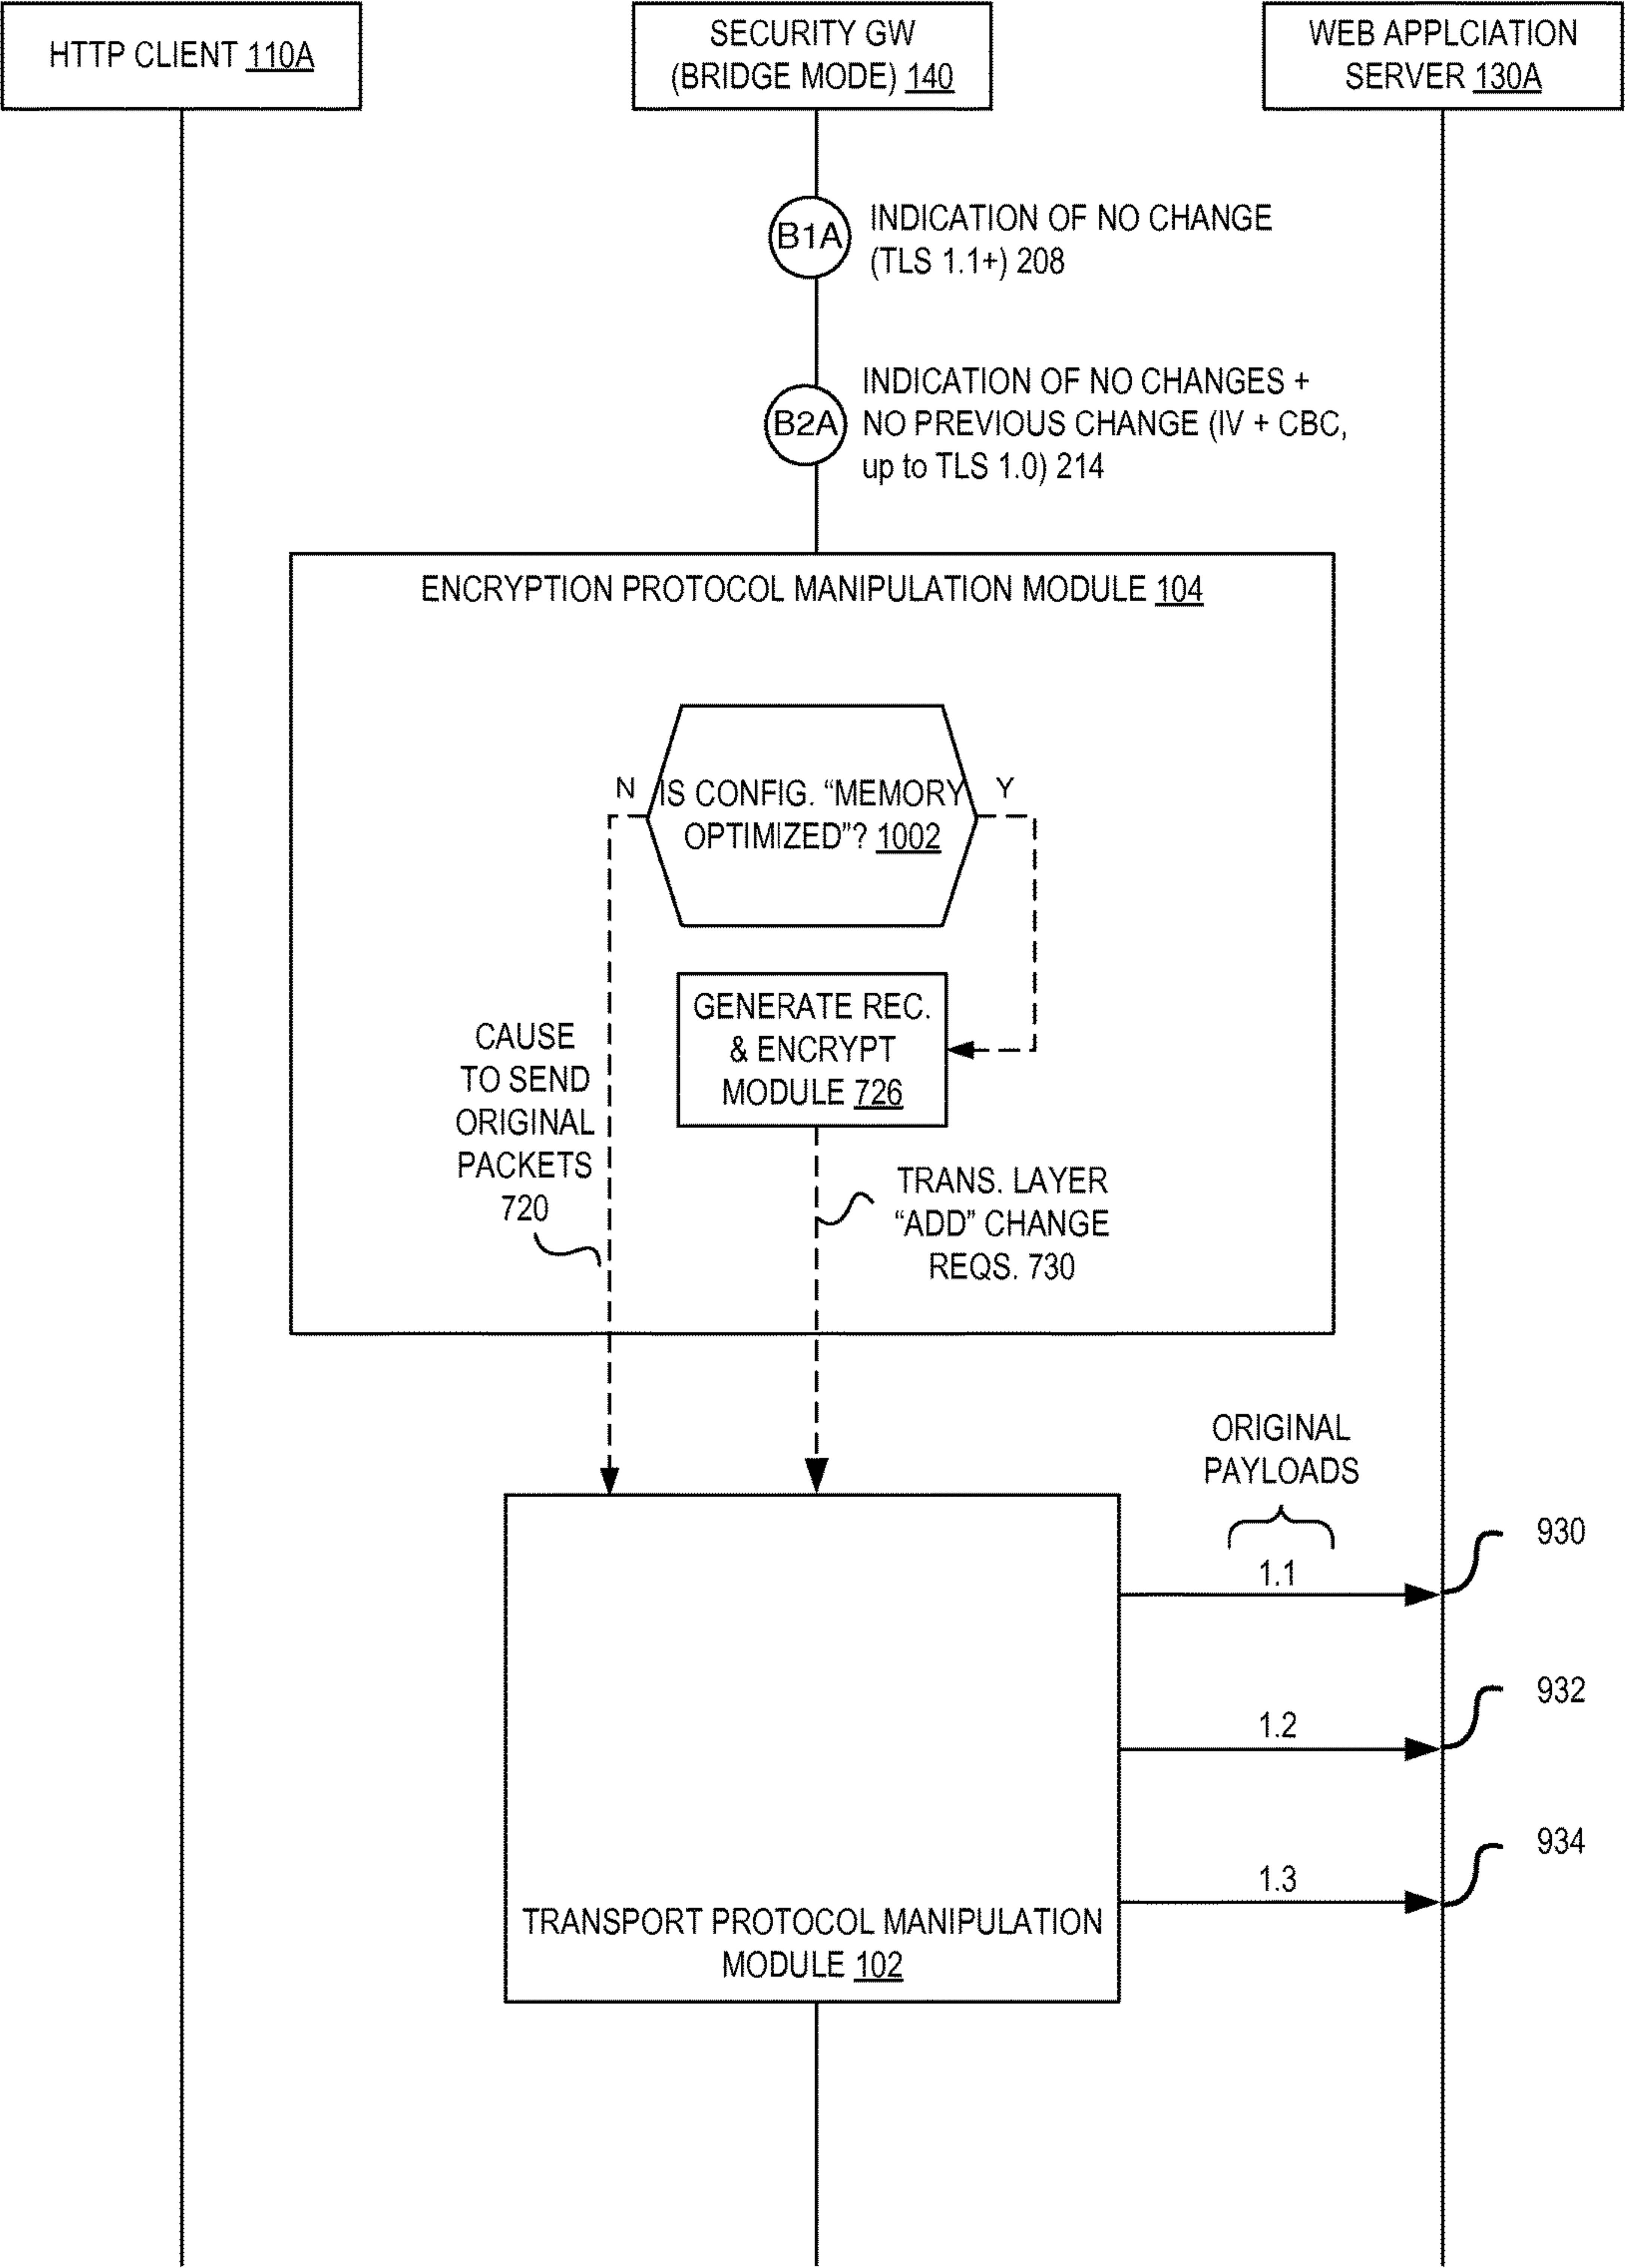 HTTP CLIENT 110A
SECURITY GW
(BRIDGE MODE) 140
WEB APPLCIATION
SERVER 130A
B1A
INDICATION OF NO CHANGE
(TLS 1.1+) 208
B2A
INDICATION OF NO CHANGES +
NO PREVIOUS CHANGE (IV + CBC,
up to TLS 1.0) 214
ENCRYPTION PROTOCOL MANIPULATION MODULE 104
N
IS CONFIG. “MEMORY
OPTIMIZED”? 1002
Y
GENERATE REC.
& ENCRYPT
MODULE 726
CAUSE
TO SEND
ORIGINAL
PACKETS
720
TRANS. LAYER
“ADD” CHANGE
REQS. 730
ORIGINAL
PAYLOADS
1.1
930
1.2
932
1.3
934
TRANSPORT PROTOCOL MANIPULATION
MODULE 102